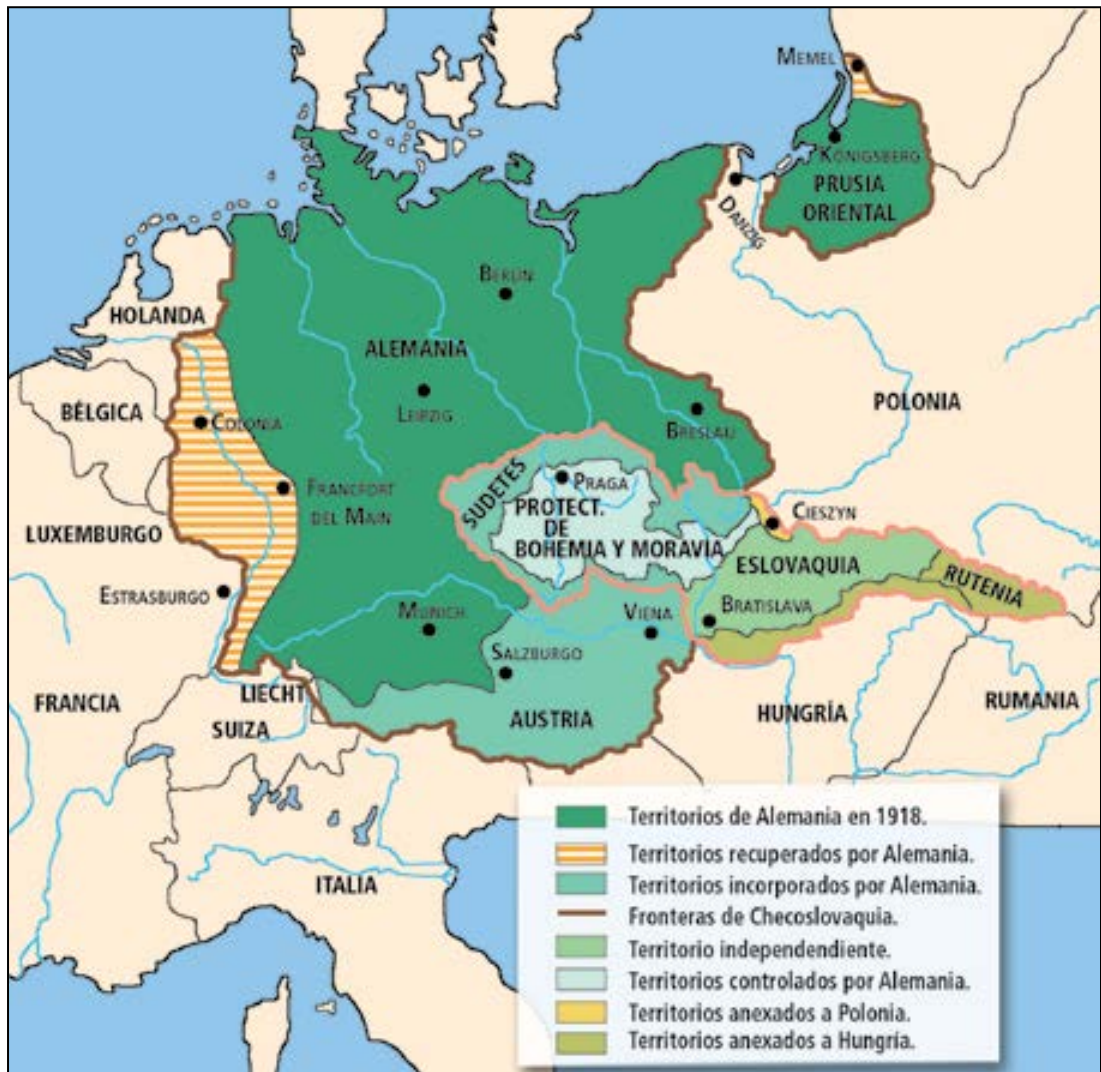 MEMEL
KÖNIGSBERG
PRUSIA
ORIENTAL
DANZIG
BERLÍN
HOLANDA
ALEMANIA
LEIPZIG
POLONIA
BÉLGICA
COLONIA
BRESLAU
FRANCFORT
DEL MAIN
SUDETES
PRAGA
PROTECT.
DE
BOHEMIA Y MORAVIA
CIESZYN
LUXEMBURGO
ESLOVAQUIA
RUTENIA
ESTRASBURGO
MUNICH
VIENA
BRATISLAVA
SALZBURGO
FRANCIA
LIECHT
SUIZA
AUSTRIA
HUNGRÍA
RUMANIA
ITALIA
Territorios de Alemania en 1918.
Territorios recuperados por Alemania.
Territorios incorporados por Alemania.
Fronteras de Checoslovaquia.
Territorio independendiente.
Territorios controlados por Alemania.
Territorios anexados a Polonia.
Territorios anexados a Hungría.